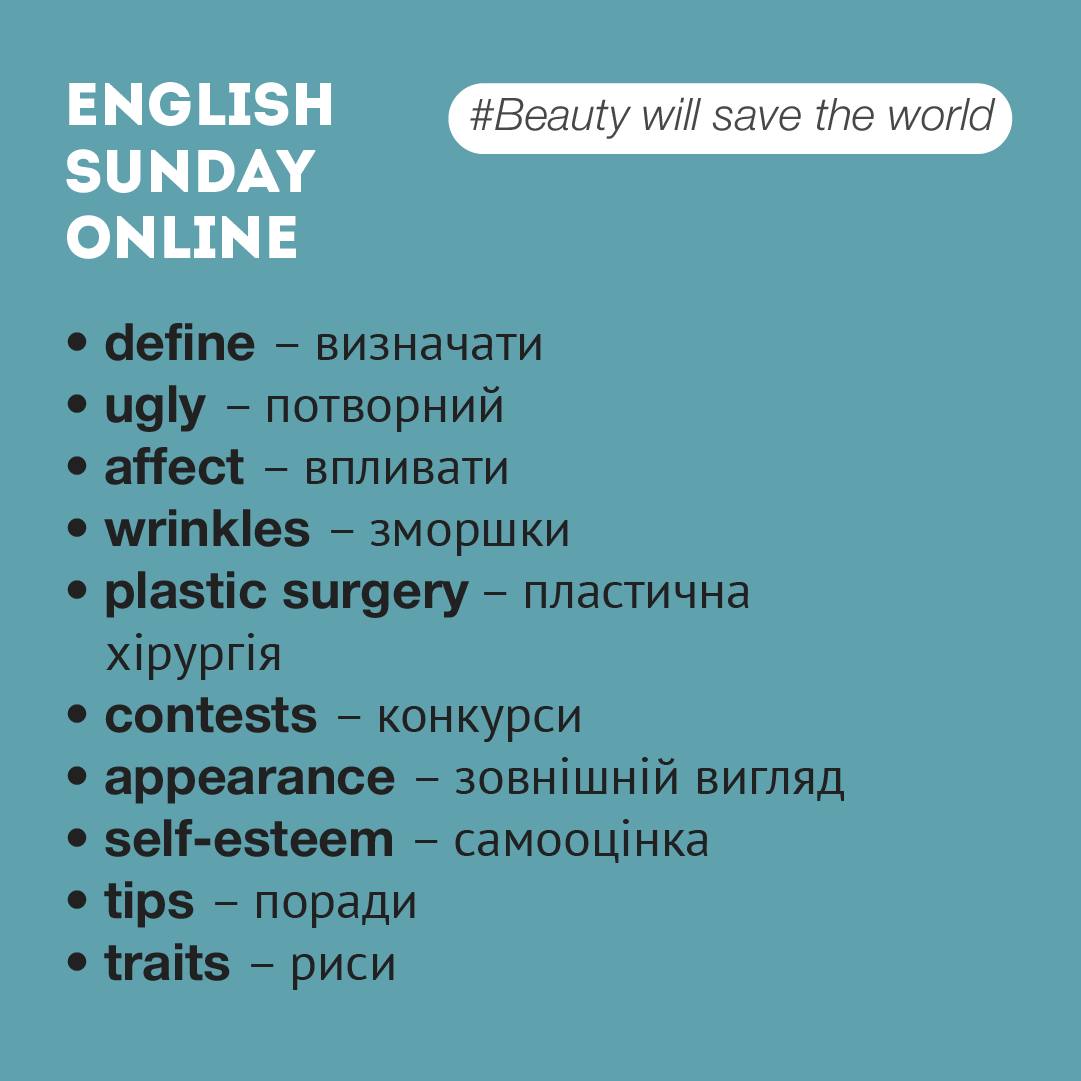 ENGLISH
SUNDAY
ONLINE
#Beauty will save the world
• define – визначати
• ugly – потворний
• affect – впливати
• wrinkles – зморшки
• plastic surgery – пластична
хірургія
• contests – конкурси
• appearance – зовнішній вигляд
• self-esteem – самооцінка
• tips – поради
• traits – риси